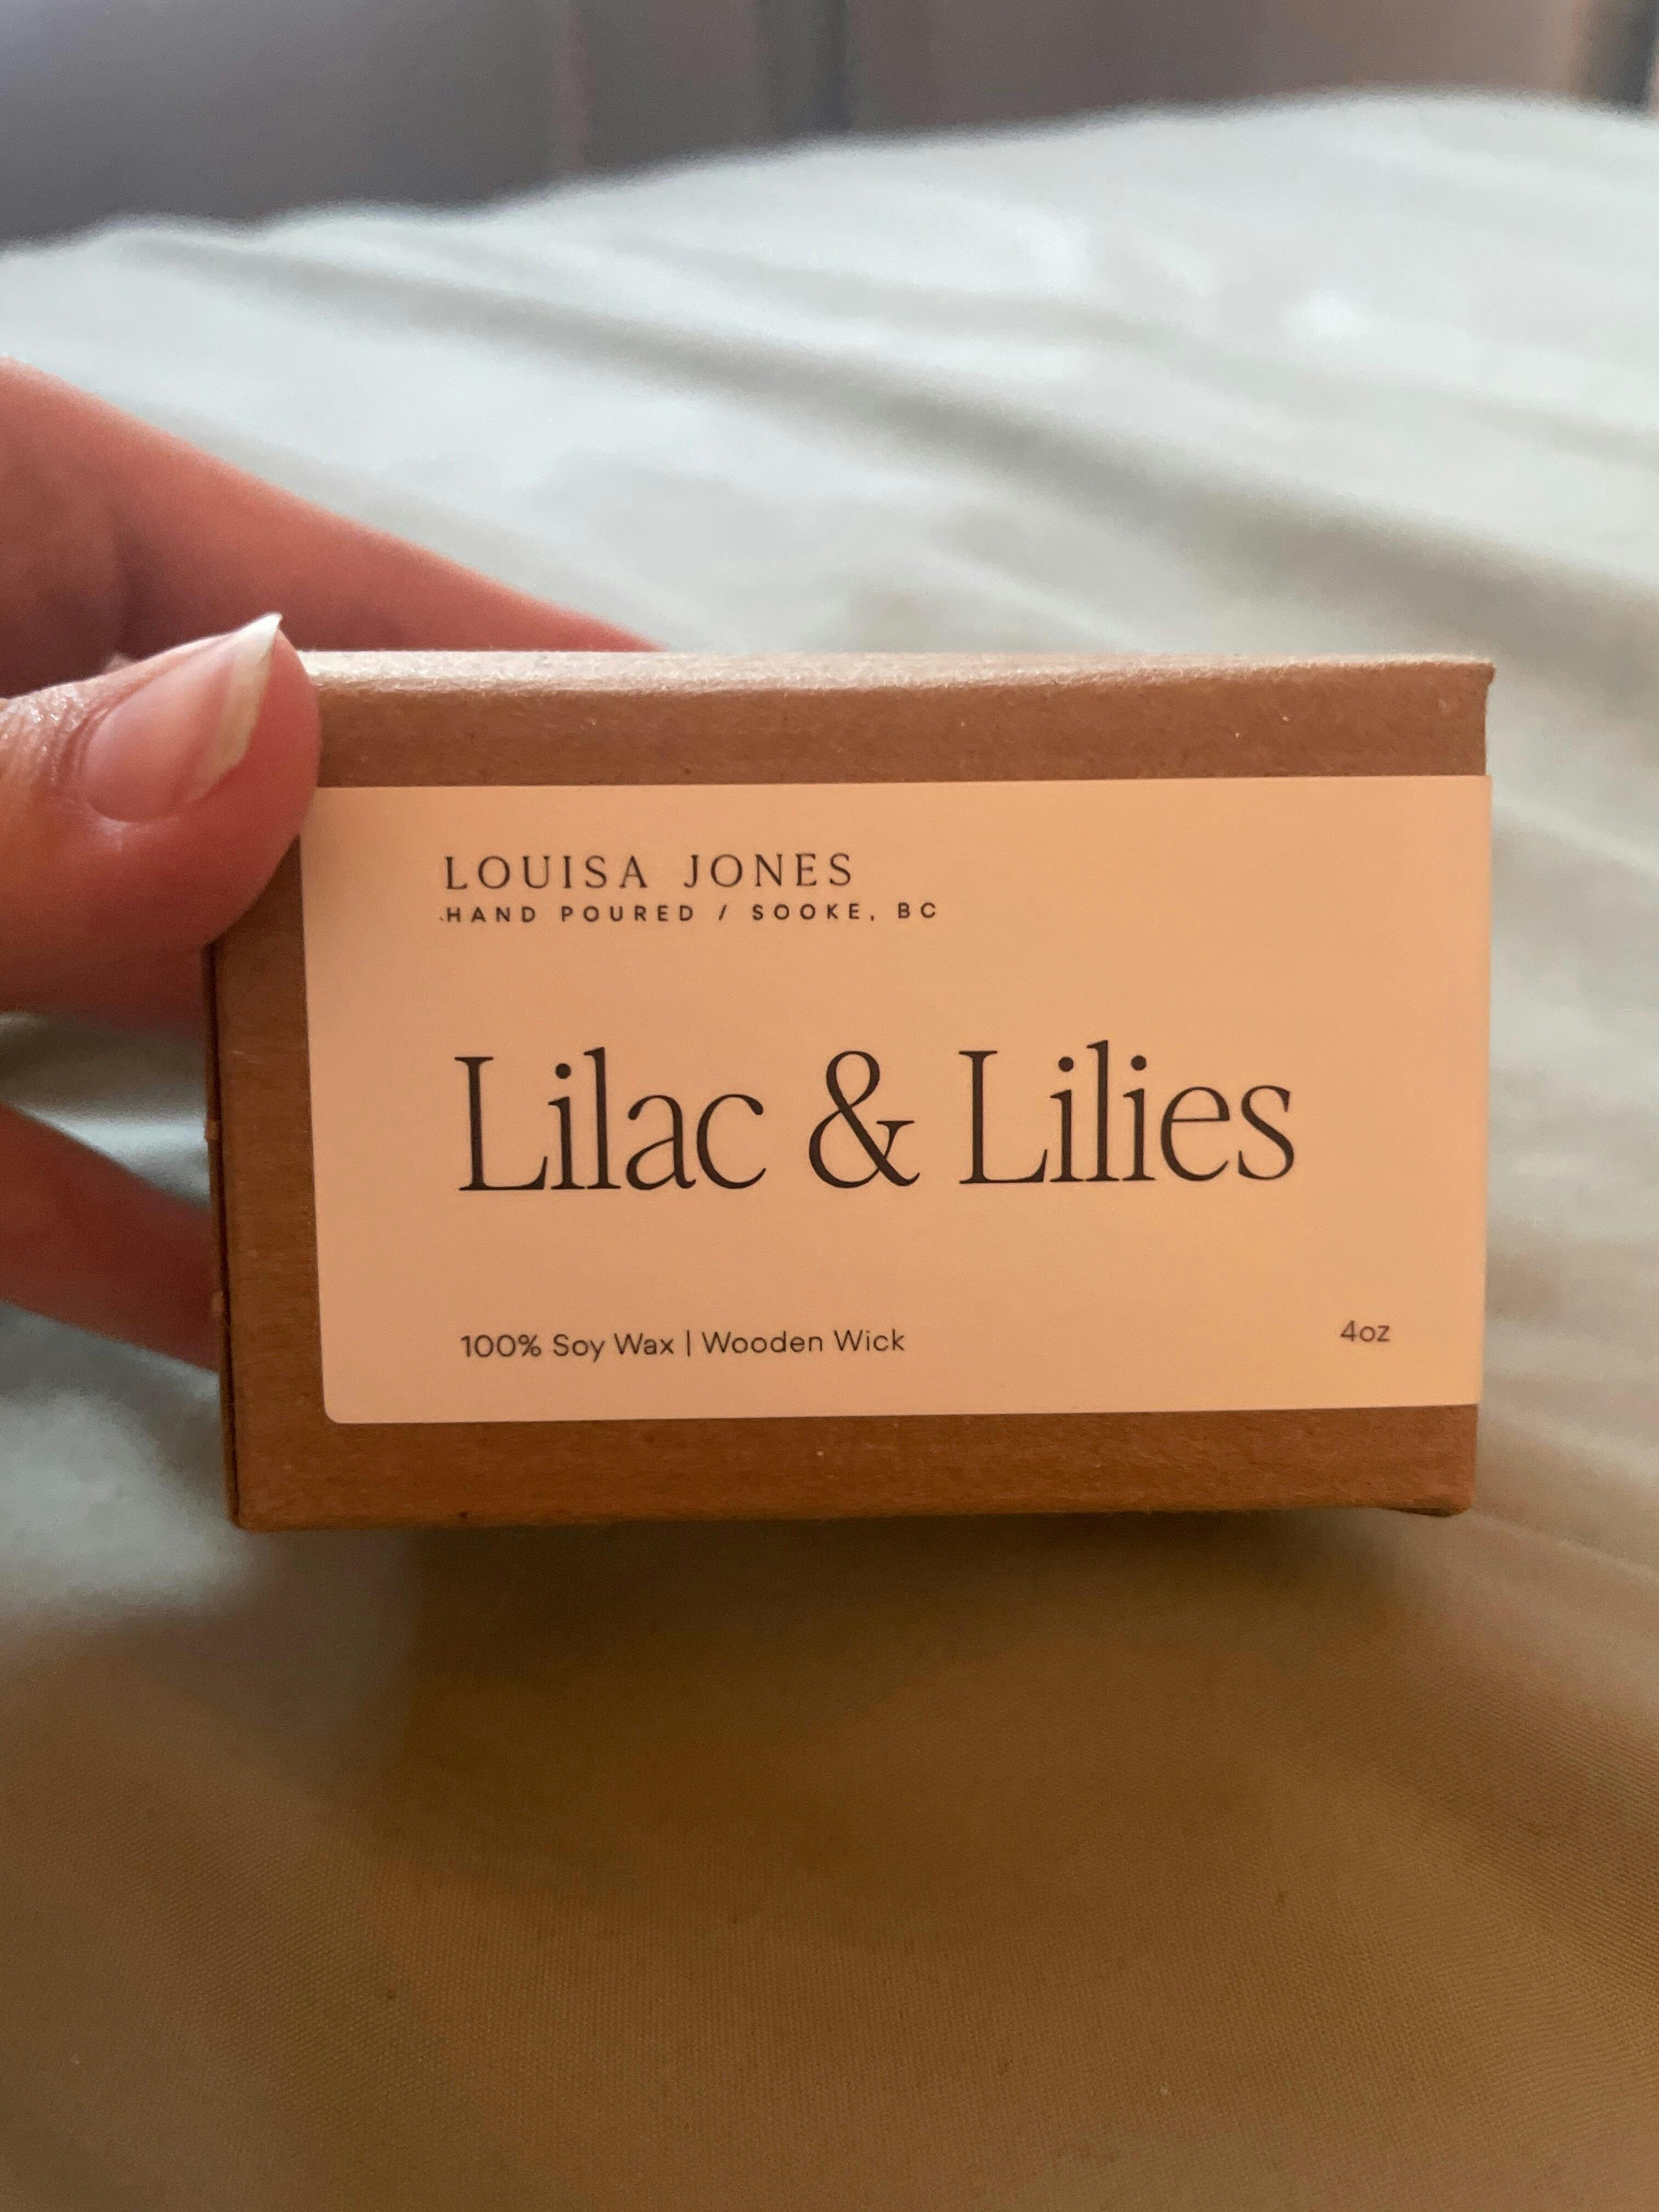 LOUISA JONES
HAND POURED / SOOKE, BC
Lilac & Lilies
100% Soy Wax | Wooden Wick
4oz